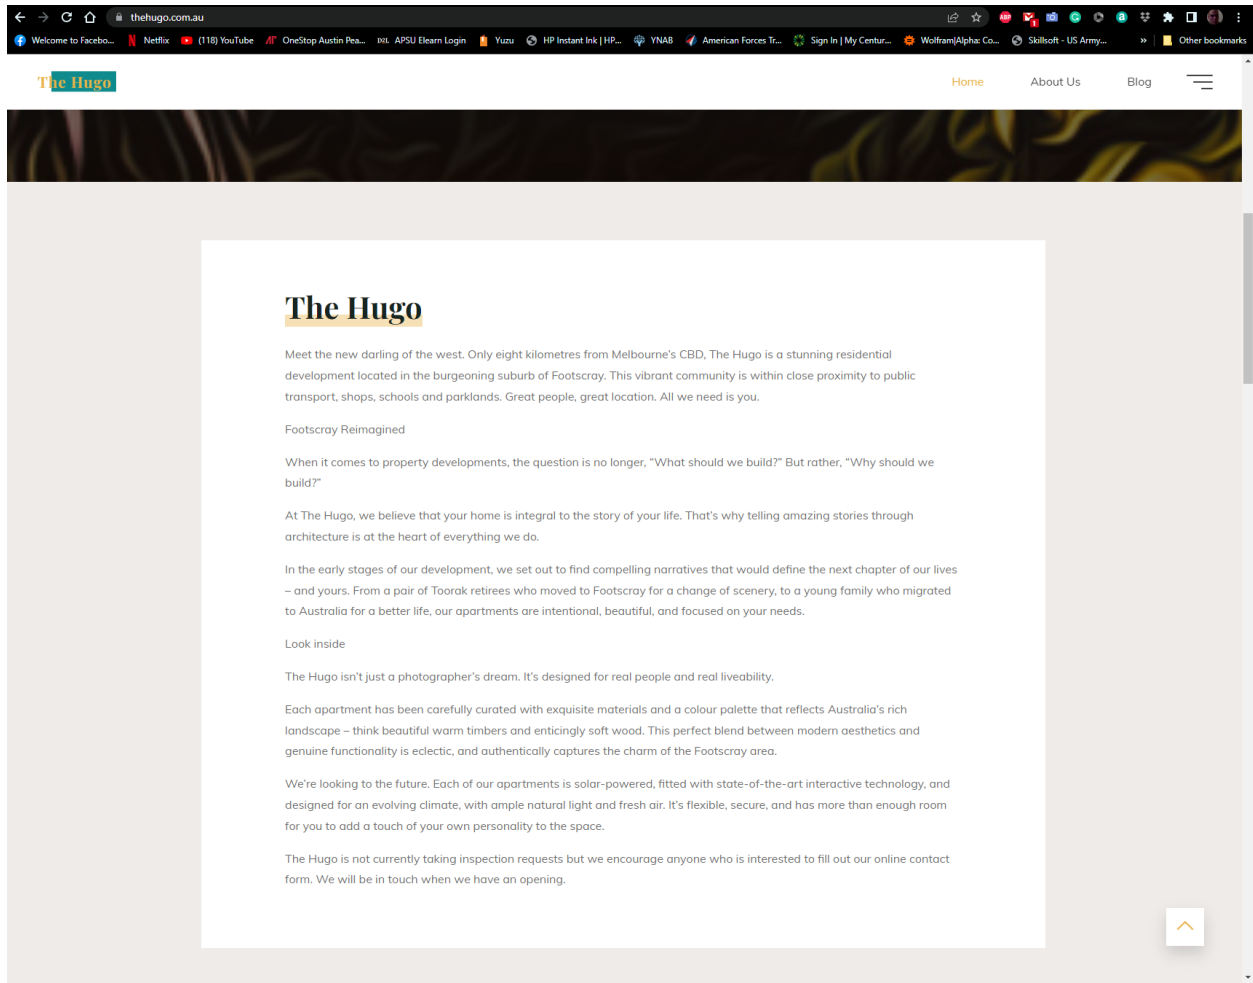 thehugo.com.au
Welcome to Facebo... Netflix (118) YouTube OneStop Austin Pea... D2L APSU Elearn Login Yuzu HP Instant Ink | HP... YNAB American Forces Tr... Sign In | My Centur... Wolfram|Alpha: Co... Skillsoft - US Army... » Other bookmarks
The Hugo
Home About Us Blog
The Hugo
Meet the new darling of the west. Only eight kilometres from Melbourne's CBD, The Hugo is a stunning residential
development located in the burgeoning suburb of Footscray. This vibrant community is within close proximity to public
transport, shops, schools and parklands. Great people, great location. All we need is you.
Footscray Reimagined
When it comes to property developments, the question is no longer, “What should we build?” But rather, “Why should we
build?”
At The Hugo, we believe that your home is integral to the story of your life. That's why telling amazing stories through
architecture is at the heart of everything we do.
In the early stages of our development, we set out to find compelling narratives that would define the next chapter of our lives
– and yours. From a pair of Toorak retirees who moved to Footscray for a change of scenery, to a young family who migrated
to Australia for a better life, our apartments are intentional, beautiful, and focused on your needs.
Look inside
The Hugo isn't just a photographer's dream. It's designed for real people and real liveability.
Each apartment has been carefully curated with exquisite materials and a colour palette that reflects Australia's rich
landscape – think beautiful warm timbers and enticingly soft wood. This perfect blend between modern aesthetics and
genuine functionality is eclectic, and authentically captures the charm of the Footscray area.
We're looking to the future. Each of our apartments is solar-powered, fitted with state-of-the-art interactive technology, and
designed for an evolving climate, with ample natural light and fresh air. It's flexible, secure, and has more than enough room
for you to add a touch of your own personality to the space.
The Hugo is not currently taking inspection requests but we encourage anyone who is interested to fill out our online contact
form. We will be in touch when we have an opening.